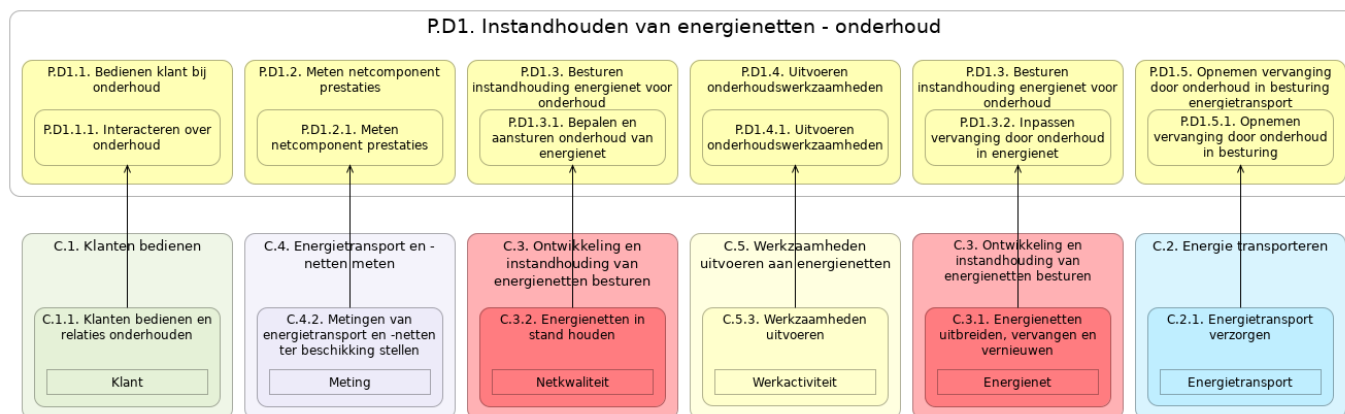 P.D1. Instandhouden van energienetten - onderhoud
P.D1.1. Bedienen klant bij
onderhoud
P.D1.1.1. Interacteren over
onderhoud
P.D1.2. Meten netcomponent
prestaties
P.D1.2.1. Meten
netcomponent prestaties
P.D1.3. Besturen
instandhouding energienet voor
onderhoud
P.D1.3.1. Bepalen en
aansturen onderhoud van
energienet
P.D1.4. Uitvoeren
onderhoudswerkzaamheden
P.D1.4.1. Uitvoeren
onderhoudswerkzaamheden
P.D1.3. Besturen
instandhouding energienet voor
onderhoud
P.D1.3.2. Inpassen
vervanging door onderhoud
in energienet
P.D1.5. Opnemen vervanging
door onderhoud in besturing
energietransport
P.D1.5.1. Opnemen
vervanging door onderhoud
in besturing
C.1. Klanten bedienen
C.1.1. Klanten bedienen en
relaties onderhouden
Klant
C.4. Energietransport en -
netten meten
C.4.2. Metingen van
energietransport en -netten
ter beschikking stellen
Meting
C.3. Ontwikkeling en
instandhouding van
energienetten besturen
C.3.2. Energienetten in
stand houden
Netkwaliteit
C.5. Werkzaamheden
uitvoeren aan energienetten
C.5.3. Werkzaamheden
uitvoeren
Werkactiviteit
C.3. Ontwikkeling en
instandhouding van
energienetten besturen
C.3.1. Energienetten
uitbreiden, vervangen en
vernieuwen
Energienet
C.2. Energie transporteren
C.2.1. Energietransport
verzorgen
Energietransport